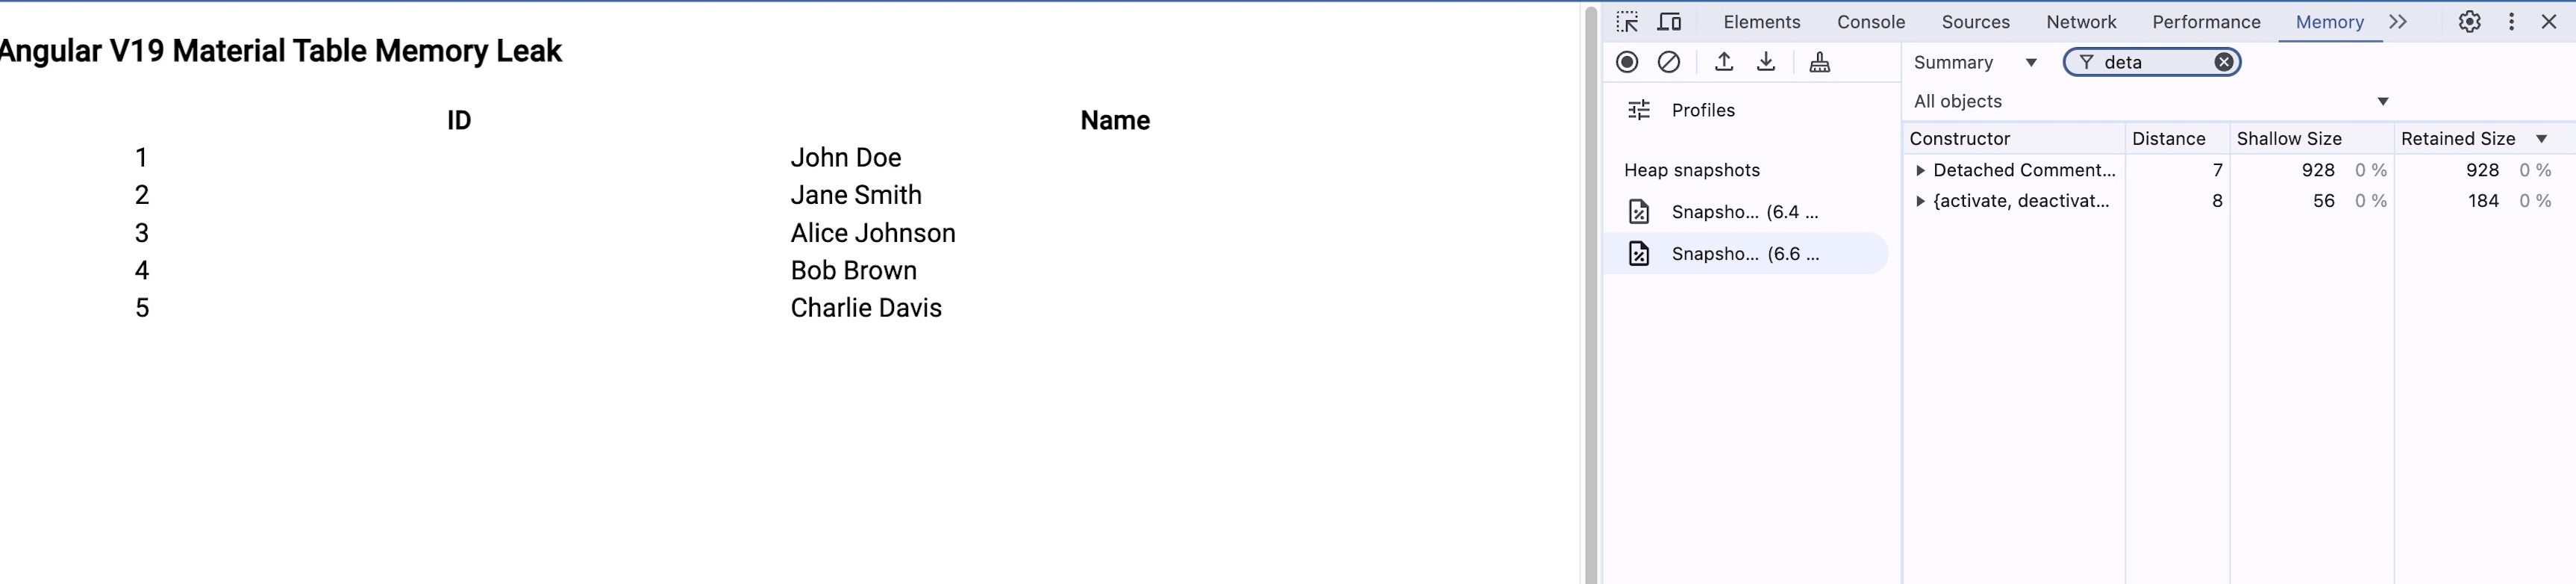 Angular V19 Material Table Memory Leak
ID Name
1 John Doe
2 Jane Smith
3 Alice Johnson
4 Bob Brown
5 Charlie Davis
Elements Console Sources Network Performance Memory
Summary deta
Profiles
All objects
Heap snapshots
Snapsho... (6.4 ...
Snapsho... (6.6 ...
Constructor Distance Shallow Size Retained Size
Detached Comment... 7 928 0 % 928 0 %
{activate, deactivat... 8 56 0 % 184 0 %